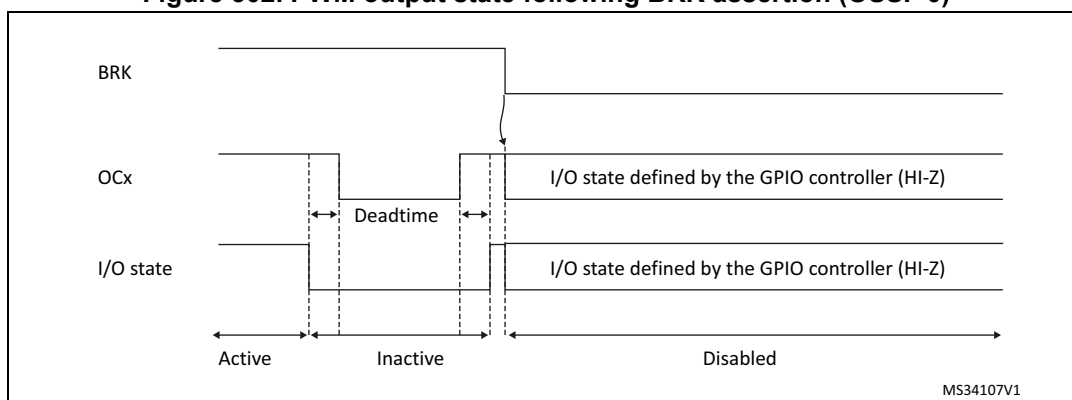 Figure 302. PWM output state following BRK assertion (OSSI=0)
BRK
OCx
I/O state defined by the GPIO controller (HI-Z)
Deadtime
I/O state
I/O state defined by the GPIO controller (HI-Z)
Active
Inactive
Disabled
MS34107V1